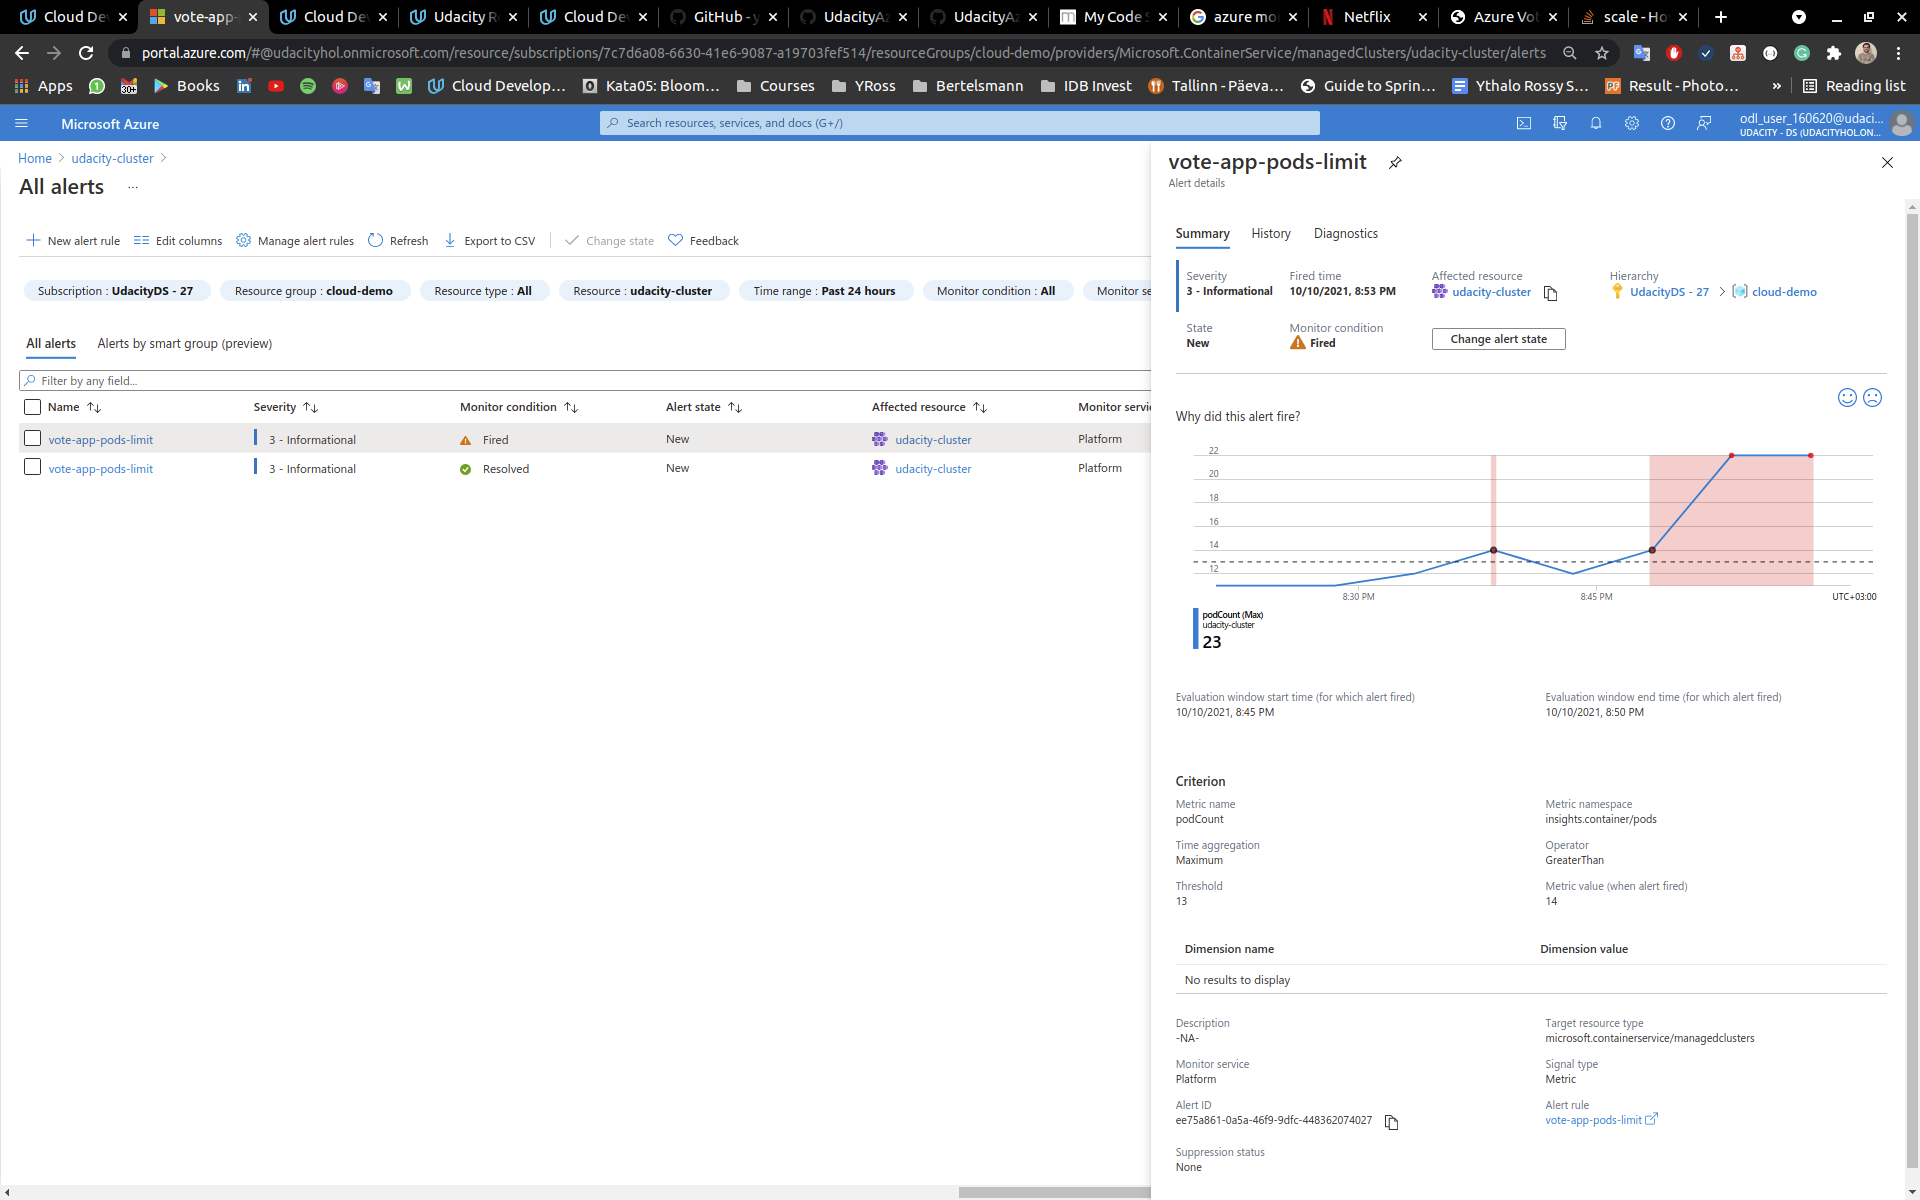 Cloud De
vote-app-
Cloud De
Udacity R
Cloud De
GitHub - y
UdacityA
UdacityA
My Code S
azure mo
Netflix
Azure Vo
scale - Ho
portal.azure.com/#@udacityhol.onmicrosoft.com/resource/subscriptions/7c7d6a08-6630-41e6-9087-a19703fef514/resourceGroups/cloud-demo/providers/Microsoft.ContainerService/managedClusters/udacity-cluster/alerts
Apps
30+
Books
Cloud Develop...
Kata05: Bloom...
Courses
YRoss
Bertelsmann
IDB Invest
Tallinn - Päeva...
Guide to Sprin...
Ythalo Rossy S...
Result - Photo...
»
Reading list
Microsoft Azure
Search resources, services, and docs (G+/)
odl_user_160620@udaci...
UDACITY - DS (UDACITYHOL.ON...
Home > udacity-cluster >
All alerts ...
New alert rule
Edit columns
Manage alert rules
Refresh
Export to CSV
Change state
Feedback
Subscription : UdacityDS - 27
Resource group : cloud-demo
Resource type : All
Resource : udacity-cluster
Time range : Past 24 hours
Monitor condition : All
Monitor se
All alerts
Alerts by smart group (preview)
Filter by any field...
Name Severity Monitor condition Alert state Affected resource Monitor servi
vote-app-pods-limit 3 - Informational Fired New udacity-cluster Platform
vote-app-pods-limit 3 - Informational Resolved New udacity-cluster Platform
vote-app-pods-limit
Alert details
Summary History Diagnostics
Severity
3 - Informational
Fired time
10/10/2021, 8:53 PM
Affected resource
udacity-cluster
Hierarchy
UdacityDS - 27 > cloud-demo
State
New
Monitor condition
Fired
Change alert state
Why did this alert fire?
22
20
18
16
14
12
8:30 PM
8:45 PM
UTC+03:00
podCount (Max)
udacity-cluster
23
Evaluation window start time (for which alert fired)
10/10/2021, 8:45 PM
Evaluation window end time (for which alert fired)
10/10/2021, 8:50 PM
Criterion
Metric name
podCount
Metric namespace
insights.container/pods
Time aggregation
Maximum
Operator
GreaterThan
Threshold
13
Metric value (when alert fired)
14
Dimension name Dimension value
No results to display
Description
-NA-
Target resource type
microsoft.containerservice/managedclusters
Monitor service
Platform
Signal type
Metric
Alert ID
ee75a861-0a5a-46f9-9dfc-448362074027
Alert rule
vote-app-pods-limit
Suppression status
None